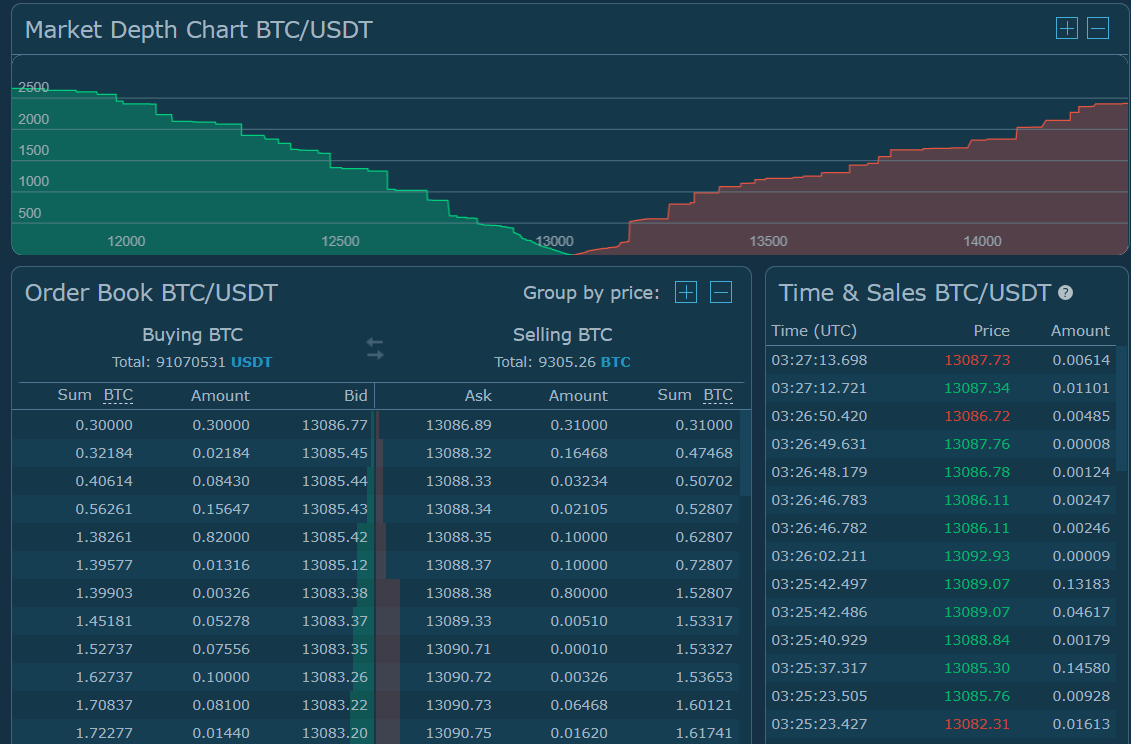 Market Depth Chart BTC/USDT
2500
2000
1500
1000
500
12000 12500 13000 13500 14000
Order Book BTC/USDT
Group by price:
Buying BTC
Total: 91070531 USDT
Selling BTC
Total: 9305.26 BTC
Sum BTC Amount Bid Ask Amount Sum BTC
0.30000 0.30000 13086.77 13086.89 0.31000 0.31000
0.32184 0.02184 13085.45 13088.32 0.16468 0.47468
0.40614 0.08430 13085.44 13088.33 0.03234 0.50702
0.56261 0.15647 13085.43 13088.34 0.02105 0.52807
1.38261 0.82000 13085.42 13088.35 0.10000 0.62807
1.39577 0.01316 13085.12 13088.37 0.10000 0.72807
1.39903 0.00326 13083.38 13088.38 0.80000 1.52807
1.45181 0.05278 13083.37 13089.33 0.00510 1.53317
1.52737 0.07556 13083.35 13090.71 0.00010 1.53327
1.62737 0.10000 13083.26 13090.72 0.00326 1.53653
1.70837 0.08100 13083.22 13090.73 0.06468 1.60121
1.72277 0.01440 13083.20 13090.75 0.01620 1.61741
Time & Sales BTC/USDT ?
Time (UTC) Price Amount
03:27:13.698 13087.73 0.00614
03:27:12.721 13087.34 0.01101
03:26:50.420 13086.72 0.00485
03:26:49.631 13087.76 0.00008
03:26:48.179 13086.78 0.00124
03:26:46.783 13086.11 0.00247
03:26:46.782 13086.11 0.00246
03:26:02.211 13092.93 0.00009
03:25:42.497 13089.07 0.13183
03:25:42.486 13089.07 0.04617
03:25:40.929 13088.84 0.00179
03:25:37.317 13085.30 0.14580
03:25:23.505 13085.76 0.00928
03:25:23.427 13082.31 0.01613